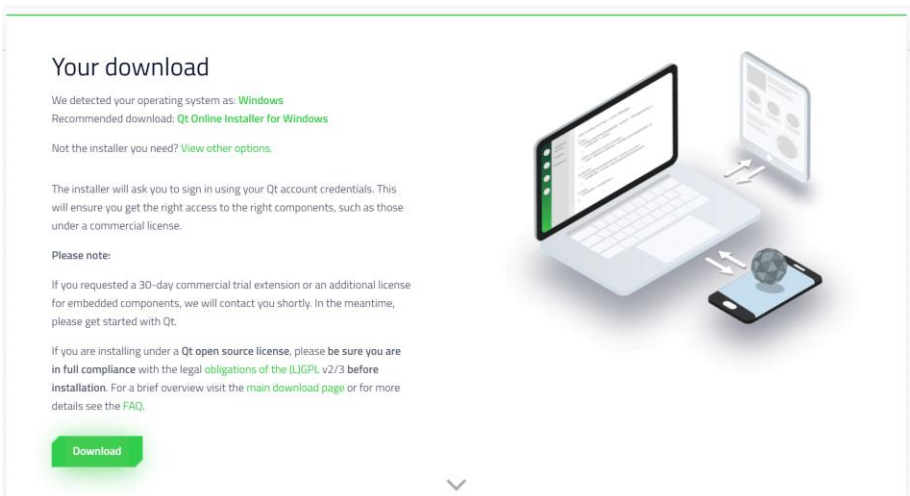 Your download
We detected your operating system as: Windows
Recommended download: Qt Online Installer for Windows
Not the installer you need? View other options.
The installer will ask you to sign in using your Qt account credentials. This
will ensure you get the right access to the right components, such as those
under a commercial license.
Please note:
If you requested a 30-day commercial trial extension or an additional license
for embedded components, we will contact you shortly. In the meantime,
please get started with Qt.
If you are installing under a Qt open source license, please be sure you are
in full compliance with the legal obligations of the (L)GPL v2/3 before
installation. For a brief overview visit the main download page or for more
details see the FAQ.
Download